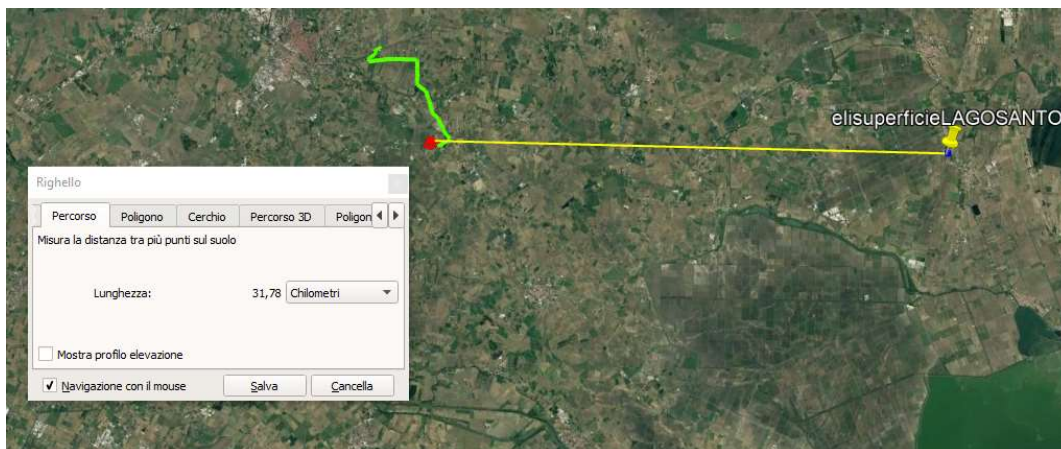 elisuperficieLAGOSANTO
Righello
Percorso Poligono Cerchio Percorso 3D Poligon
Misura la distanza tra più punti sul suolo
Lunghezza: 31,78 Chilometri
Mostra profilo elevazione
Navigazione con il mouse Salva Cancella